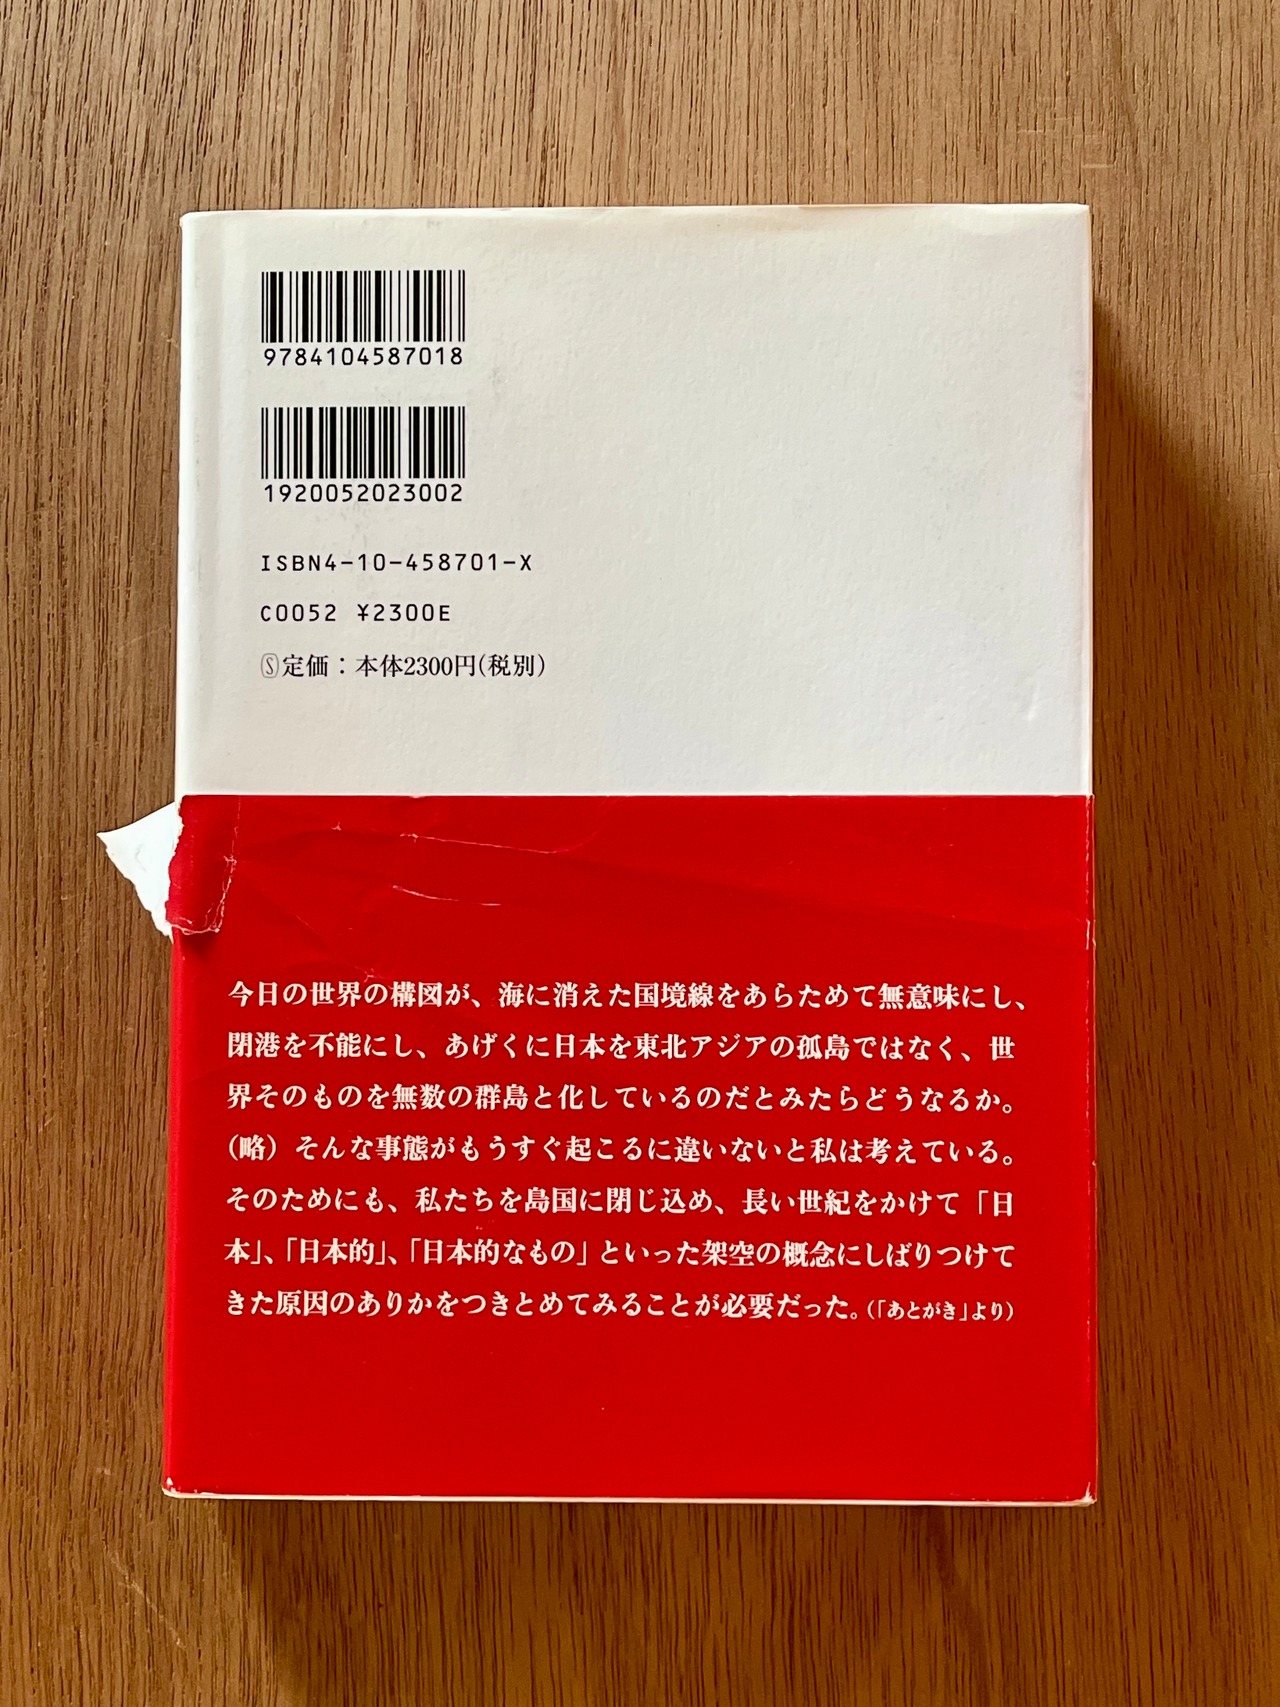 9784104587018
1920052023002
ISBN4-10-458701-X
C0052 ¥2300E
Ⓢ定価：本体2300円(税別)
今日の世界の構図が、海に消えた国境線をあらためて無意味にし、
閉港を不能にし、あげくに日本を東北アジアの孤島ではなく、世
界そのものを無数の群島と化しているのだとみたらどうなるか。
（略）そんな事態がもうすぐ起こるに違いないと私は考えている。
そのためにも、私たちを島国に閉じ込め、長い世紀をかけて「日
本」、「日本的」、「日本的なもの」といった架空の概念にしばりつけて
きた原因のありかをつきとめてみることが必要だった。（「あとがき」より）